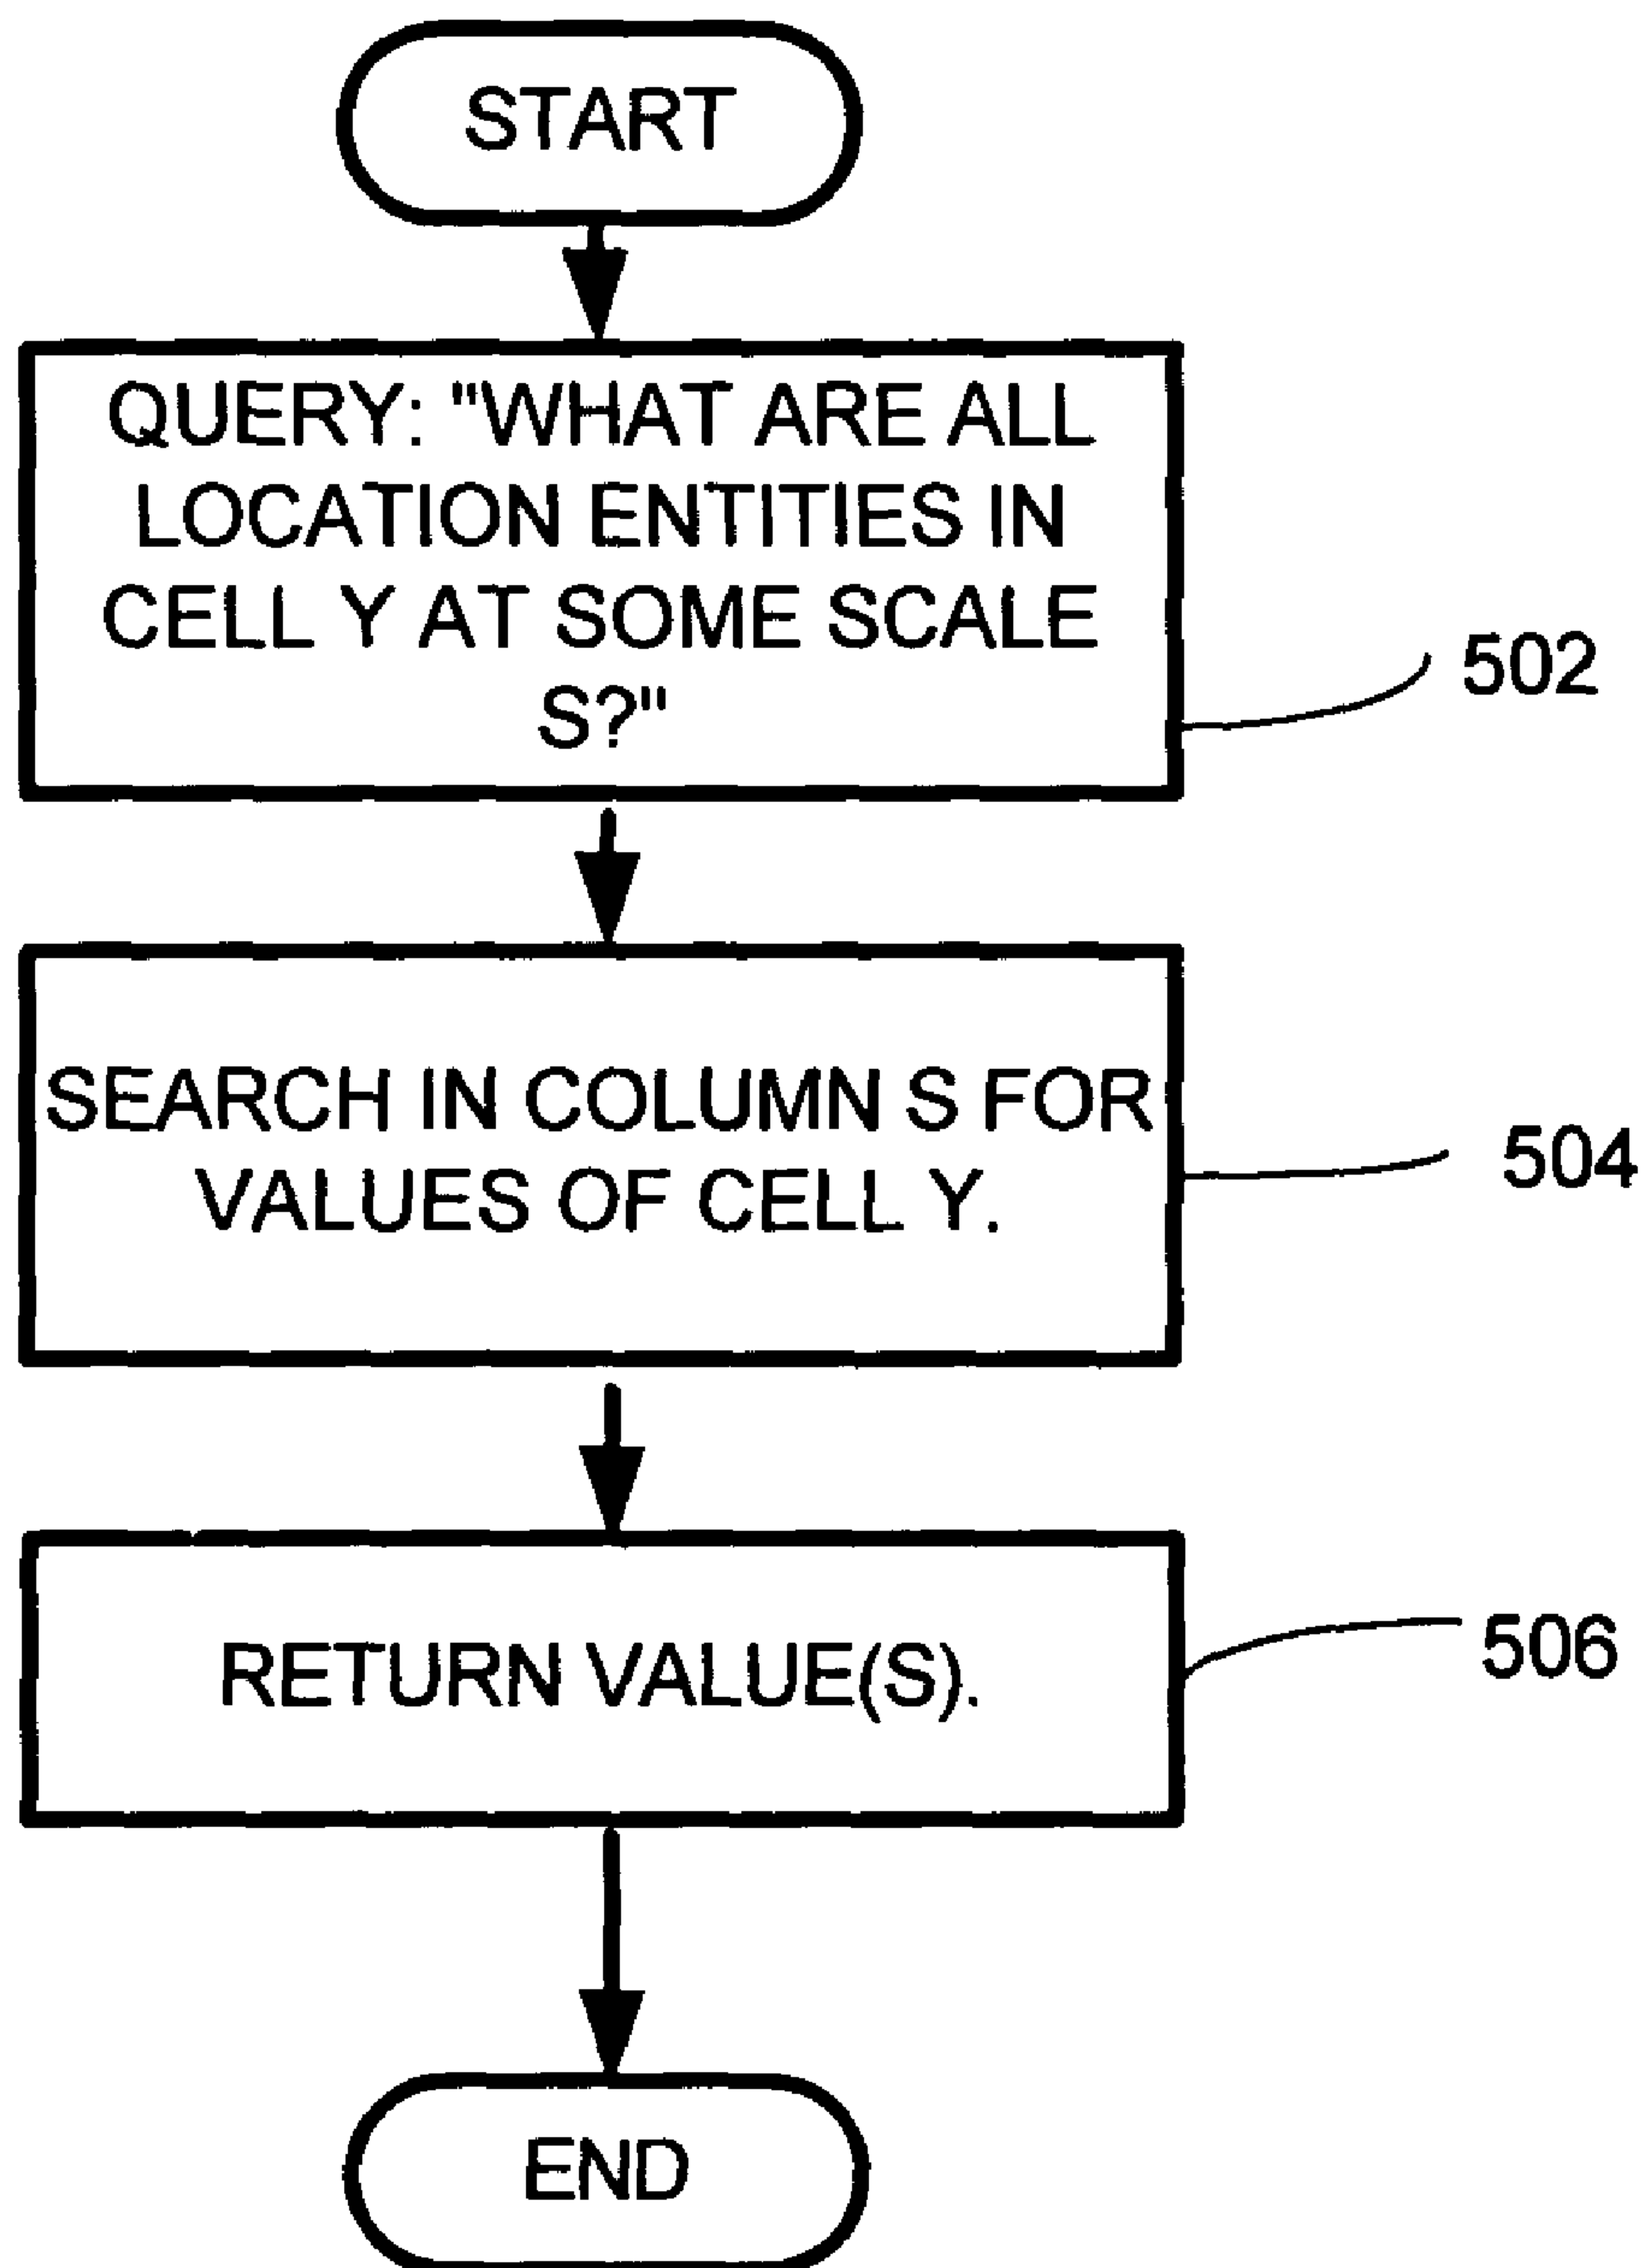 START
QUERY: "WHAT ARE ALL
LOCATION ENTITIES IN
CELL Y AT SOME SCALE
S?"
502
SEARCH IN COLUMN S FOR
VALUES OF CELL Y.
504
RETURN VALUE(S).
506
END